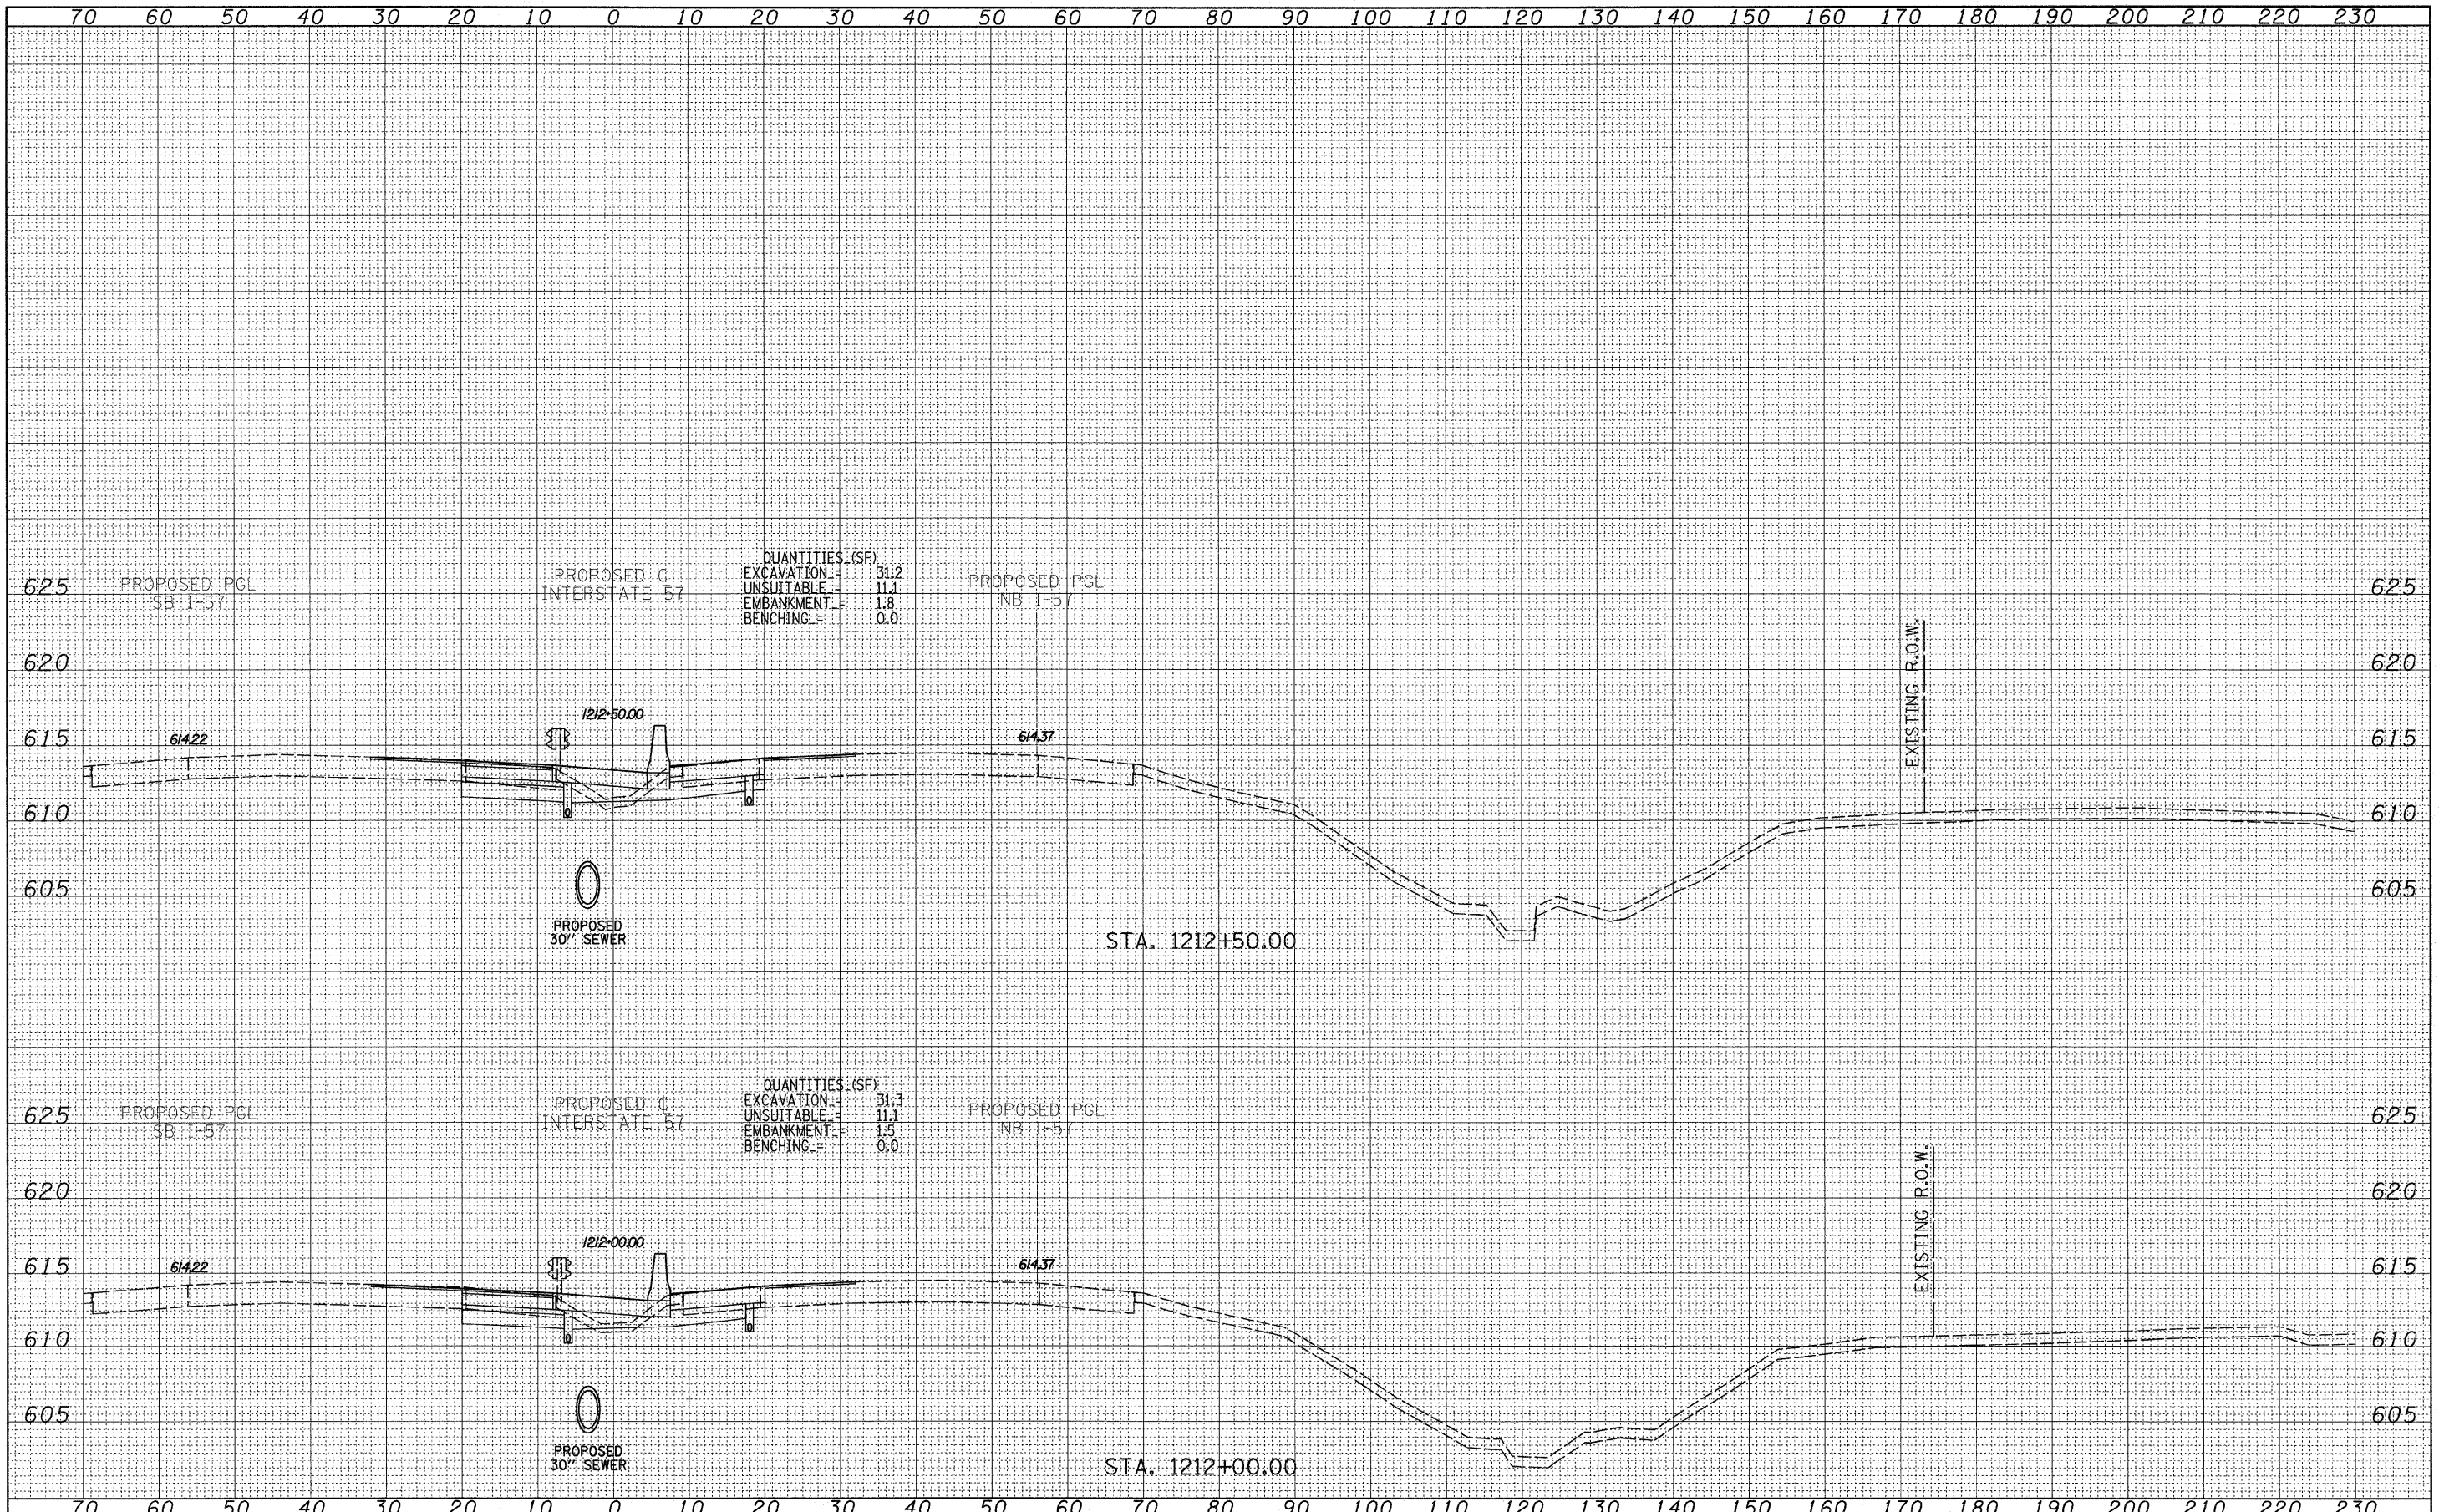 70 60 50 40 30 20 10 0 10 20 30 40 50 60 70 80 90 100 110 120 130 140 150 160 170 180 190 200 210 220 230
QUANTITIES (SF)
EXCAVATION = 31.2
UNSUITABLE = 11.1
EMBANKMENT = 1.8
BENCHING = 0.0
PROPOSED PGL
SB I-57
PROPOSED ℄
INTERSTATE 57
PROPOSED PGL
NB I-57
625 625
EXISTING R.O.W.
620 620
1212+50.00
615 614.22 614.37 615
610 610
605 605
PROPOSED
30" SEWER
STA. 1212+50.00
QUANTITIES (SF)
EXCAVATION = 31.3
UNSUITABLE = 11.1
EMBANKMENT = 1.5
BENCHING = 0.0
PROPOSED PGL
SB I-57
PROPOSED ℄
INTERSTATE 57
PROPOSED PGL
NB I-57
625 625
EXISTING R.O.W.
620 620
1212+00.00
615 614.22 614.37 615
610 610
605 605
PROPOSED
30" SEWER
STA. 1212+00.00
70 60 50 40 30 20 10 0 10 20 30 40 50 60 70 80 90 100 110 120 130 140 150 160 170 180 190 200 210 220 230